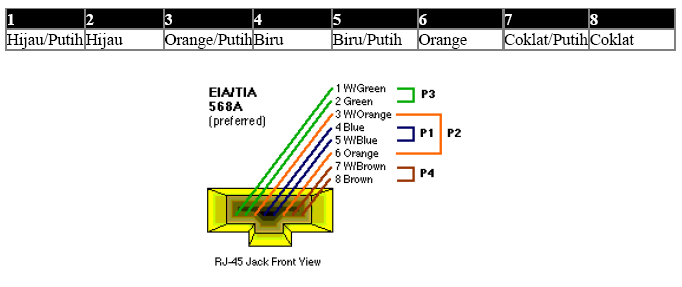 1 2 3 4 5 6 7 8
Hijau/Putih Hijau Orange/Putih Biru Biru/Putih Orange Coklat/Putih Coklat
EIA/TIA
568A
(preferred)
1 W/Green
2 Green
P3
3 W/Orange
4 Blue
5 W/Blue
P1
P2
6 Orange
7 W/Brown
8 Brown
P4
RJ-45 Jack Front View